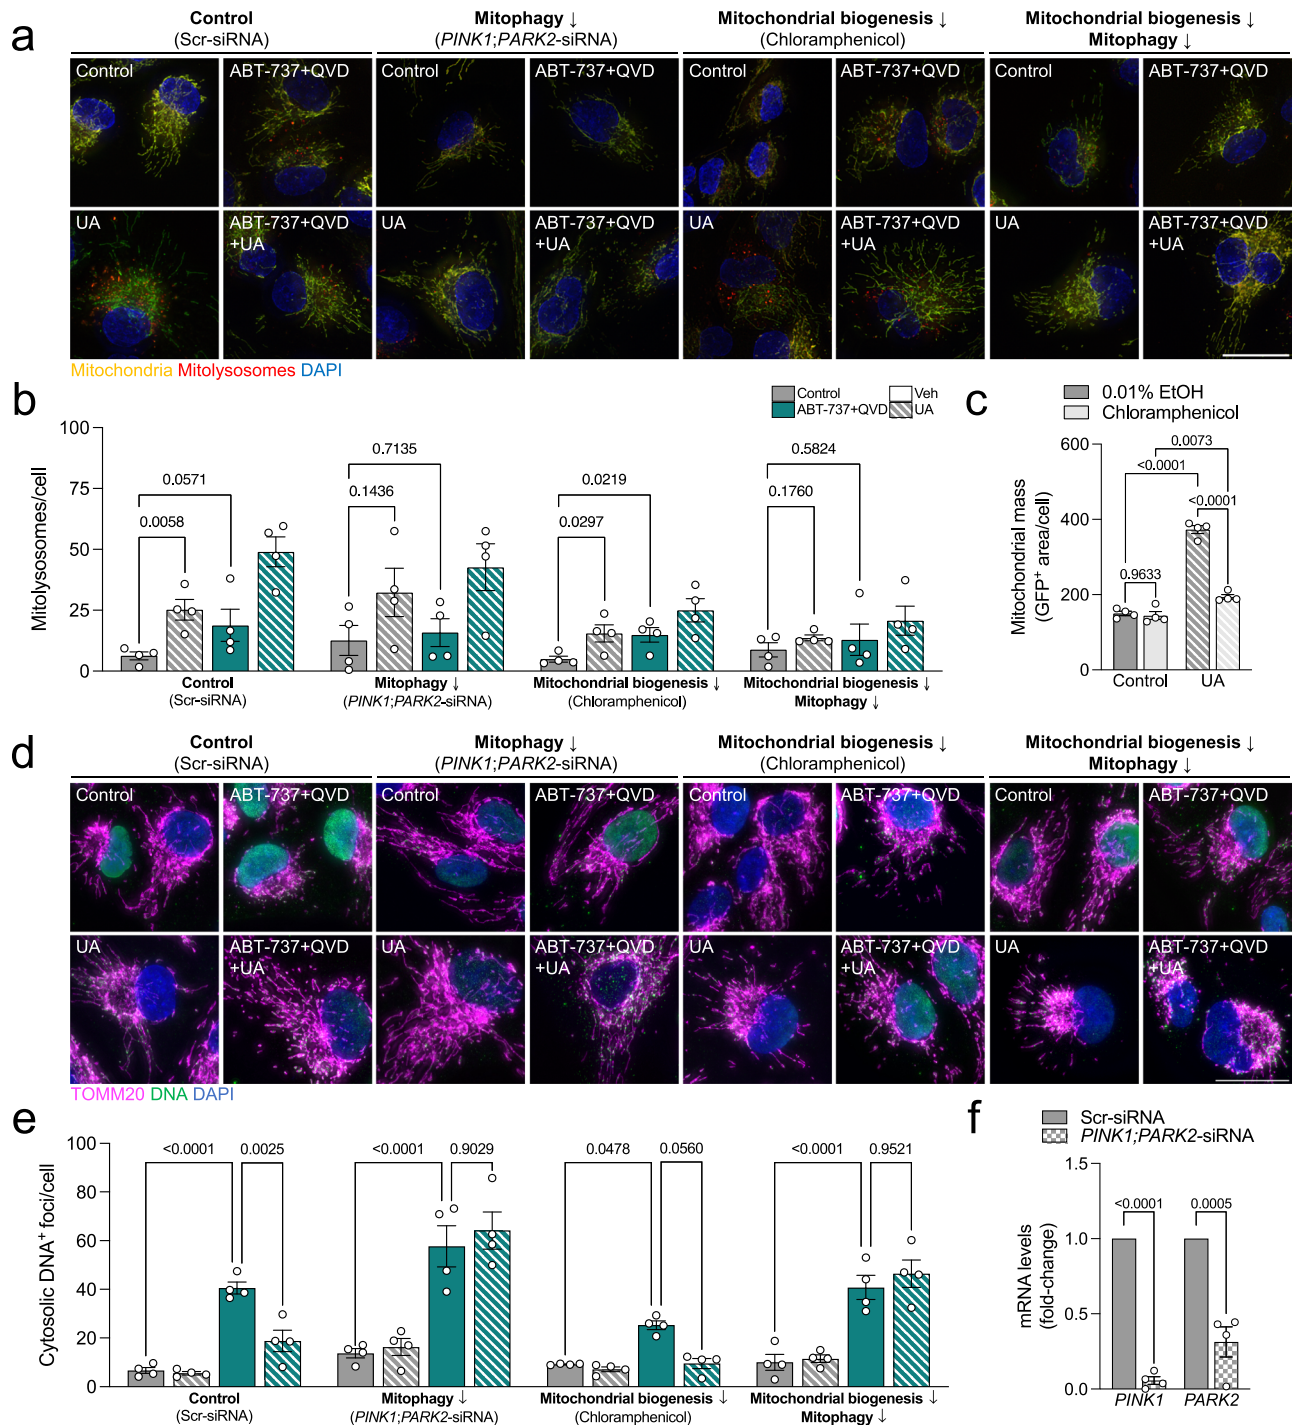 a
Control
(Scr-siRNA)
Mitophagy ↓
(PINK1;PARK2-siRNA)
Mitochondrial biogenesis ↓
(Chloramphenicol)
Mitochondrial biogenesis ↓
Mitophagy ↓
Control
ABT-737+QVD
Control
ABT-737+QVD
Control
ABT-737+QVD
Control
ABT-737+QVD
UA
ABT-737+QVD
+UA
UA
ABT-737+QVD
+UA
UA
ABT-737+QVD
+UA
UA
ABT-737+QVD
+UA
Mitochondria Mitolysosomes DAPI
b
Control
Veh
ABT-737+QVD
UA
Mitolysosomes/cell
100
75
50
25
0
0.0058
0.0571
0.1436
0.7135
0.0297
0.0219
0.1760
0.5824
Control
(Scr-siRNA)
Mitophagy ↓
(PINK1;PARK2-siRNA)
Mitochondrial biogenesis ↓
(Chloramphenicol)
Mitochondrial biogenesis ↓
Mitophagy ↓
c
0.01% EtOH
Chloramphenicol
Mitochondrial mass
(GFP⁺ area/cell)
600
400
200
0
0.0073
<0.0001
<0.0001
0.9633
Control
UA
d
Control
(Scr-siRNA)
Mitophagy ↓
(PINK1;PARK2-siRNA)
Mitochondrial biogenesis ↓
(Chloramphenicol)
Mitochondrial biogenesis ↓
Mitophagy ↓
Control
ABT-737+QVD
Control
ABT-737+QVD
Control
ABT-737+QVD
Control
ABT-737+QVD
UA
ABT-737+QVD
+UA
UA
ABT-737+QVD
+UA
UA
ABT-737+QVD
+UA
UA
ABT-737+QVD
+UA
TOMM20 DNA DAPI
e
Cytosolic DNA⁺ foci/cell
100
80
60
40
20
0
<0.0001
0.0025
<0.0001
0.9029
0.0478
0.0560
<0.0001
0.9521
Control
(Scr-siRNA)
Mitophagy ↓
(PINK1;PARK2-siRNA)
Mitochondrial biogenesis ↓
(Chloramphenicol)
Mitochondrial biogenesis ↓
Mitophagy ↓
f
Scr-siRNA
PINK1;PARK2-siRNA
mRNA levels
(fold-change)
1.5
1.0
0.5
0.0
<0.0001
0.0005
PINK1
PARK2